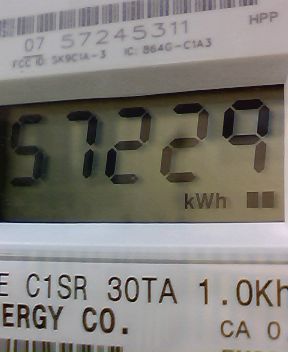 HPP
07 57245311
FCC ID: SK9C1A-3 IC: 864G-C1A3
57229
kWh
E C1SR 30TA 1.0Kh
ERGY CO.
CA 0